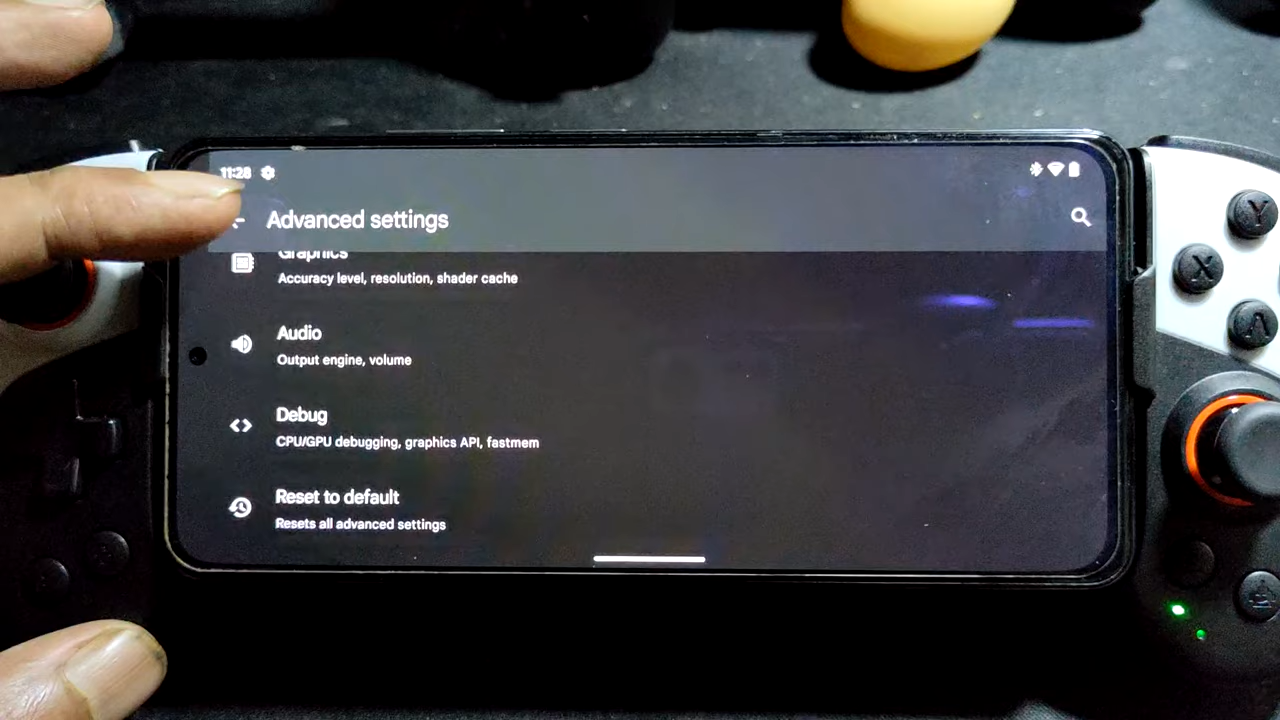 11:28
Advanced settings
Graphics
Accuracy level, resolution, shader cache
Audio
Output engine, volume
Debug
CPU/GPU debugging, graphics API, fastmem
Reset to default
Resets all advanced settings
Y
X
A